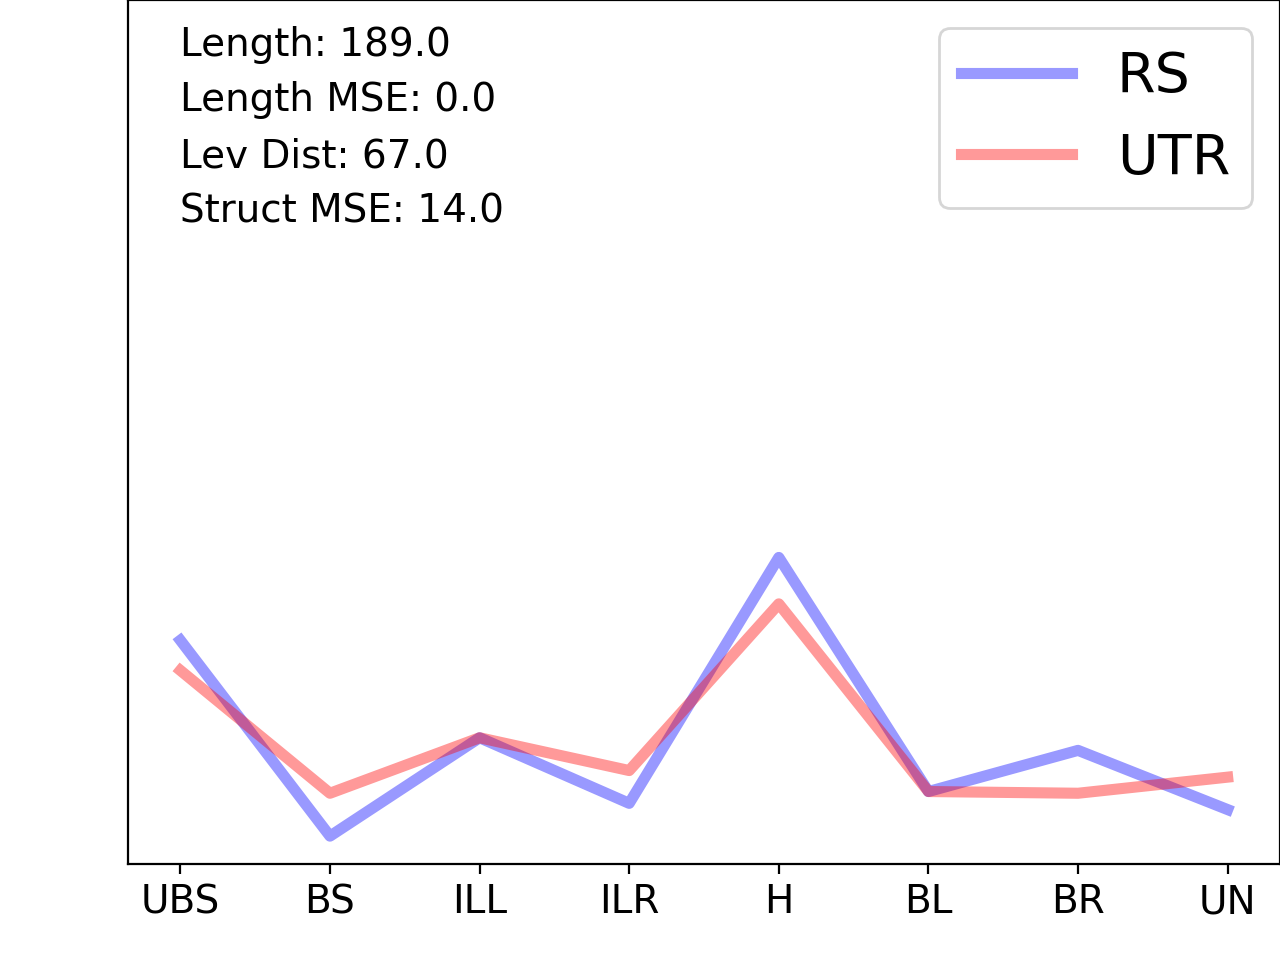 Length: 189.0
Length MSE: 0.0
Lev Dist: 67.0
Struct MSE: 14.0
RS
UTR
UBS BS ILL ILR H BL BR UN